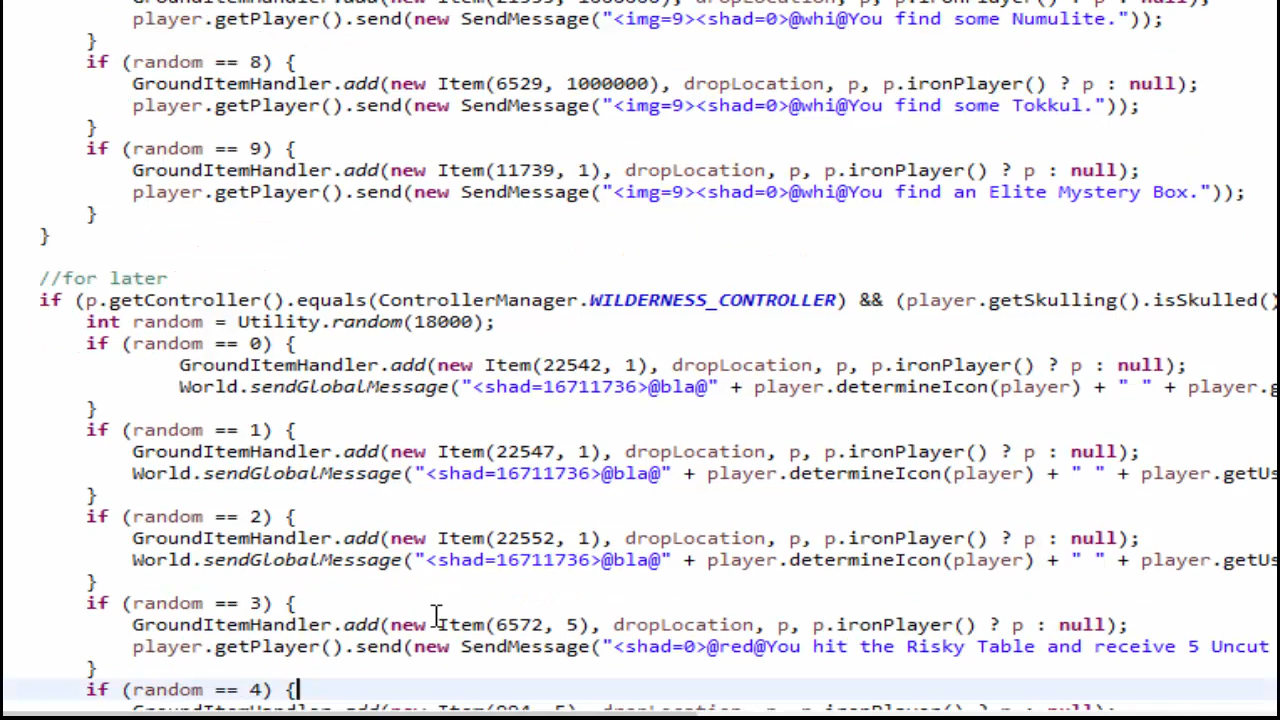 player.getPlayer().send(new SendMessage("<img=9><shad=0>@whi@You find some Numulite."));
}
if (random == 8) {
GroundItemHandler.add(new Item(6529, 1000000), dropLocation, p, p.ironPlayer() ? p : null);
player.getPlayer().send(new SendMessage("<img=9><shad=0>@whi@You find some Tokkul."));
}
if (random == 9) {
GroundItemHandler.add(new Item(11739, 1), dropLocation, p, p.ironPlayer() ? p : null);
player.getPlayer().send(new SendMessage("<img=9><shad=0>@whi@You find an Elite Mystery Box."));
}
}
//for later
if (p.getController().equals(ControllerManager.WILDERNESS_CONTROLLER) && (player.getSkulling().isSkulled()
int random = Utility.random(18000);
if (random == 0) {
GroundItemHandler.add(new Item(22542, 1), dropLocation, p, p.ironPlayer() ? p : null);
World.sendGlobalMessage("<shad=16711736>@bla@" + player.determineIcon(player) + " " + player.g
}
if (random == 1) {
GroundItemHandler.add(new Item(22547, 1), dropLocation, p, p.ironPlayer() ? p : null);
World.sendGlobalMessage("<shad=16711736>@bla@" + player.determineIcon(player) + " " + player.getUs
}
if (random == 2) {
GroundItemHandler.add(new Item(22552, 1), dropLocation, p, p.ironPlayer() ? p : null);
World.sendGlobalMessage("<shad=16711736>@bla@" + player.determineIcon(player) + " " + player.getUs
}
if (random == 3) {
GroundItemHandler.add(new Item(6572, 5), dropLocation, p, p.ironPlayer() ? p : null);
player.getPlayer().send(new SendMessage("<shad=0>@red@You hit the Risky Table and receive 5 Uncut
}
if (random == 4) {